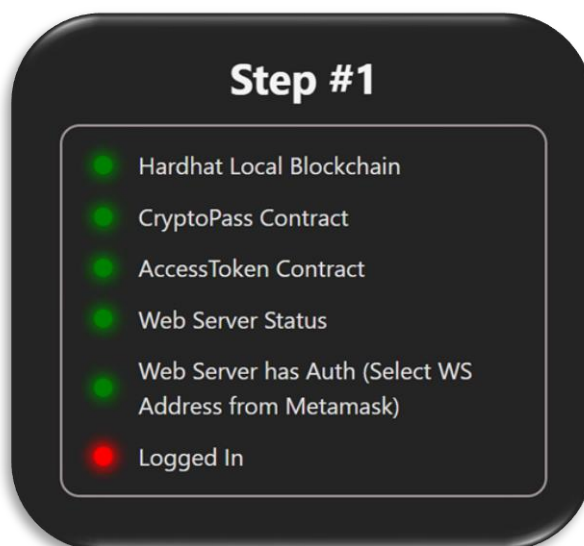 Step #1
Hardhat Local Blockchain
CryptoPass Contract
AccessToken Contract
Web Server Status
Web Server has Auth (Select WS
Address from Metamask)
Logged In